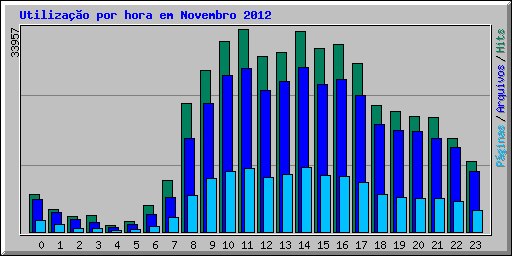 Utilização por hora em Novembro 2012
33957
Páginas / Arquivos / Hits
0 1 2 3 4 5 6 7 8 9 10 11 12 13 14 15 16 17 18 19 20 21 22 23